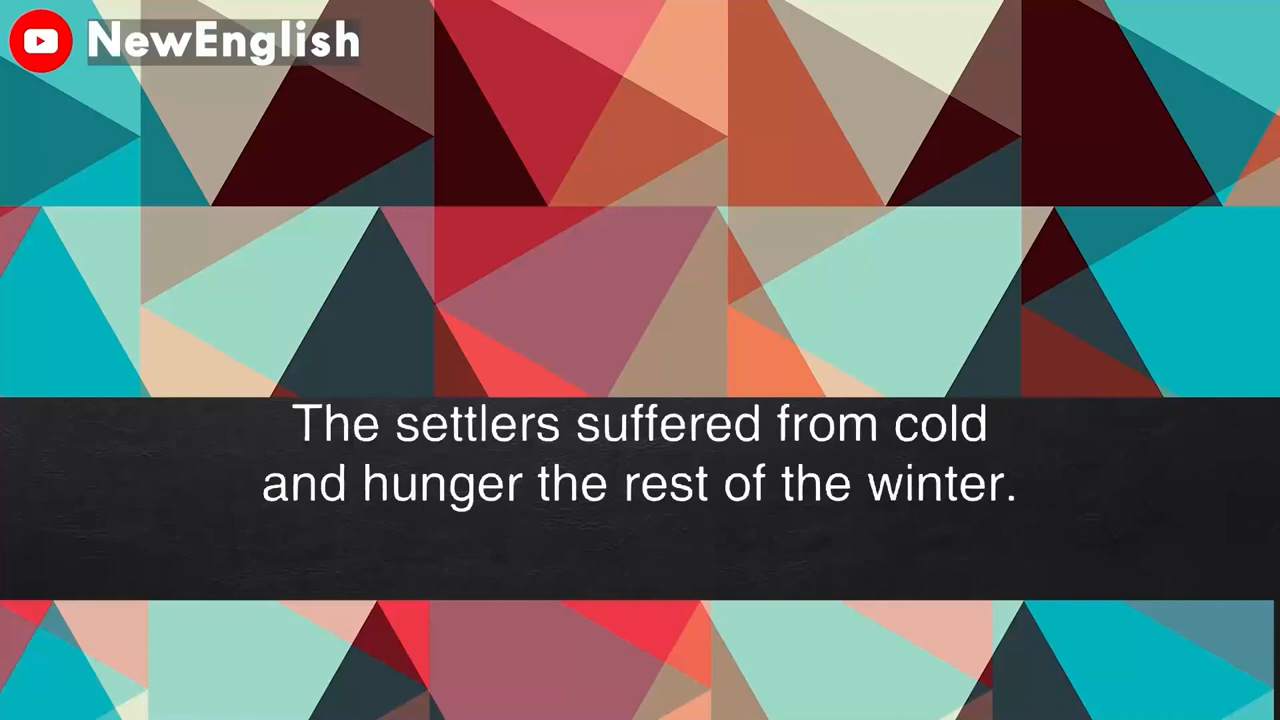 NewEnglish
The settlers suffered from cold
and hunger the rest of the winter.